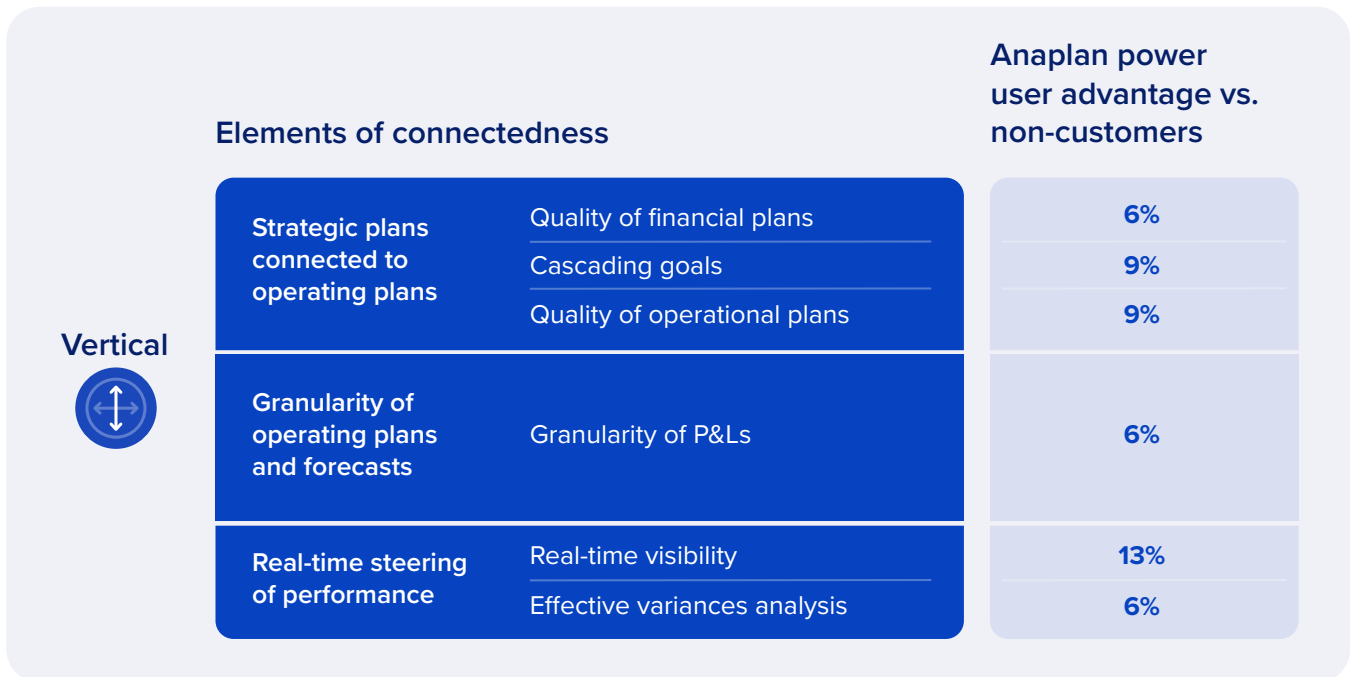 Anaplan power
user advantage vs.
non-customers
Elements of connectedness
Vertical
Strategic plans
connected to
operating plans
Quality of financial plans
6%
Cascading goals
9%
Quality of operational plans
9%
Granularity of
operating plans
and forecasts
Granularity of P&Ls
6%
Real-time steering
of performance
Real-time visibility
13%
Effective variances analysis
6%